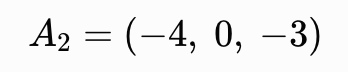 A₂ = (−4, 0, −3)